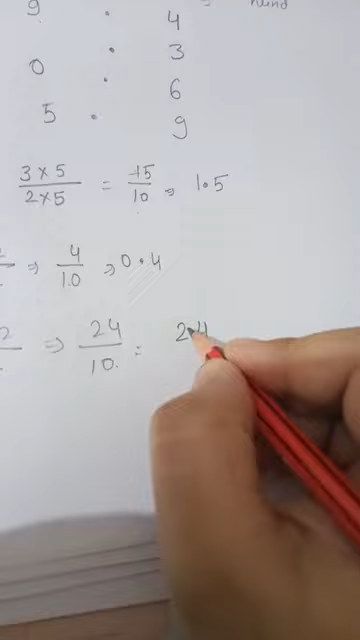 9 . 4
. 3
0 . 6
5 . 9
3 × 5 / 2 × 5 = 15 / 10 ⇒ 1.5
⇒ 4 / 10 ⇒ 0.4
2 ⇒ 24 / 10 = 24